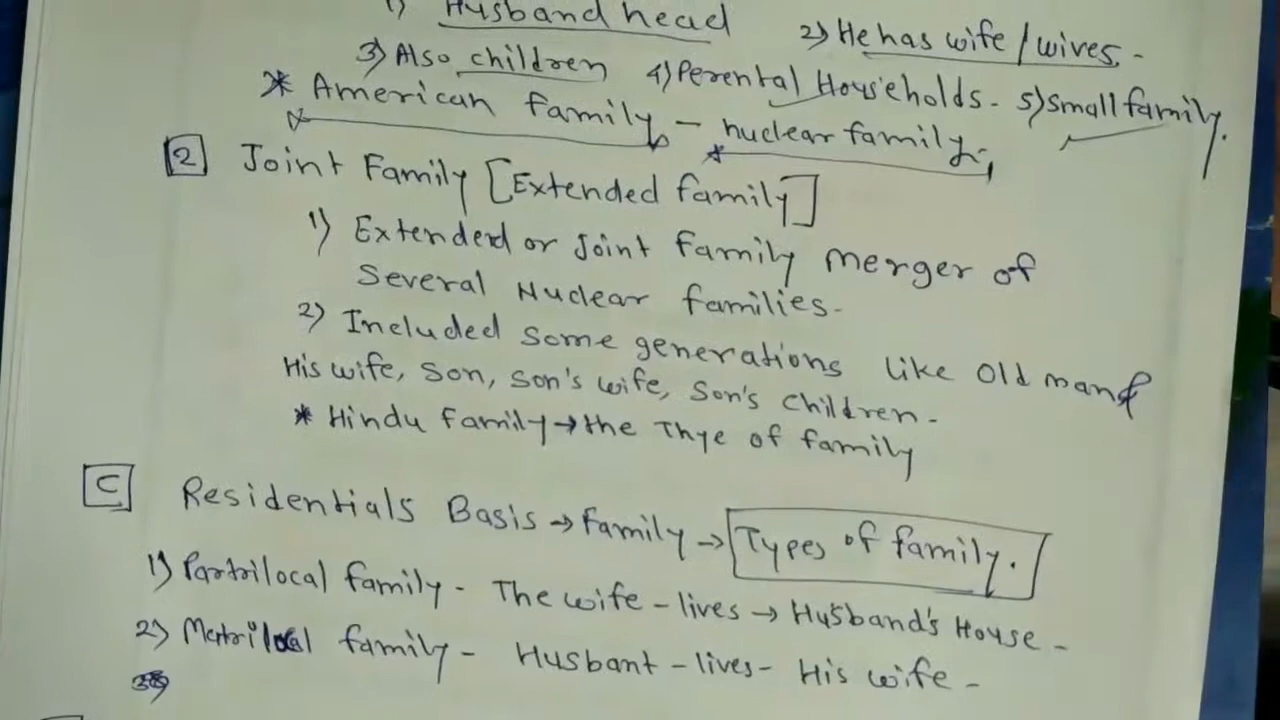 1) Husband head 2) He has wife / wives.-
3) Also children 4) Perental Households- 5) Small family.
* American family - nuclear family.
[2] Joint Family [Extended family]
1) Extended or Joint family merger of
Several Nuclear families-
2) Included some generations like old man &
His wife, son, son's wife, son's children-
* Hindu family → the Thye of family
[C] Residentials Basis → family → Types of family.
1) Partrilocal family - The wife - lives → Husband's House -
2) Mertrilocal family - Husbant - lives - His wife -